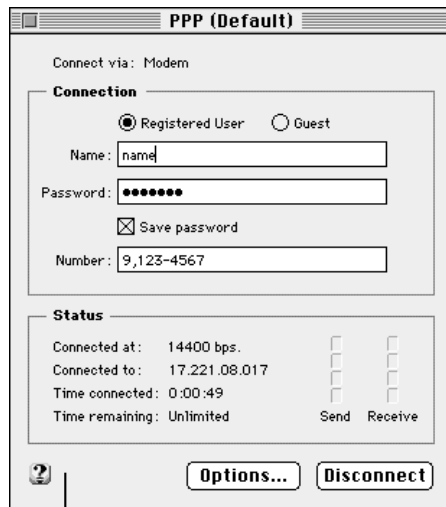 PPP (Default)
Connect via: Modem
Connection
Registered User Guest
Name: name
Password: •••••••
Save password
Number: 9,123-4567
Status
Connected at: 14400 bps.
Connected to: 17.221.08.017
Time connected: 0:00:49
Time remaining: Unlimited Send Receive
? Options... Disconnect